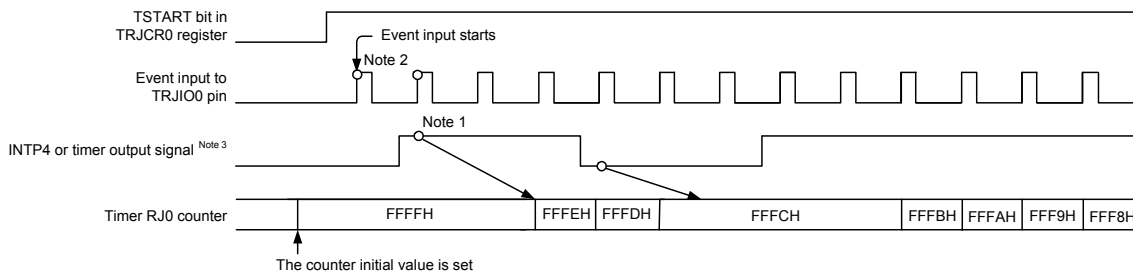 TSTART bit in
TRJCR0 register
Event input starts
Note 2
Event input to
TRJIO0 pin
Note 1
INTP4 or timer output signal Note 3
Timer RJ0 counter
FFFFH FFFEH FFFDH FFFCH FFFBH FFFAH FFF9H FFF8H
The counter initial value is set